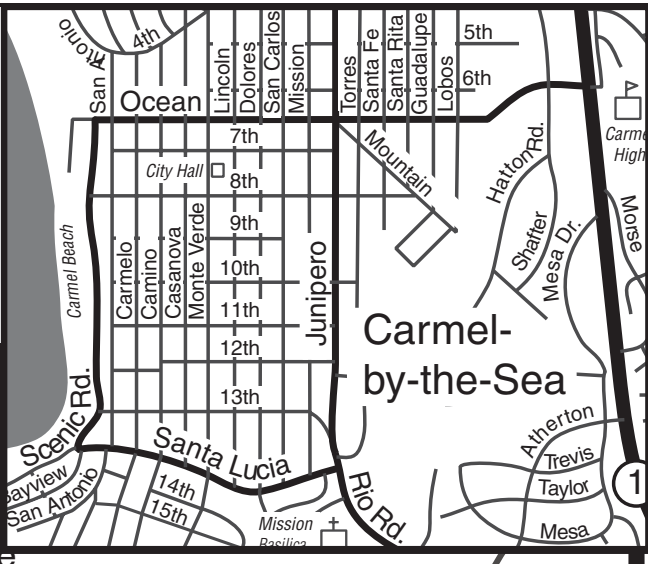 San Antonio
4th
Lincoln
Dolores
San Carlos
Mission
Torres
Santa Fe
Santa Rita
Guadalupe
Lobos
5th
6th
Ocean
7th
City Hall
8th
Mountain
Hatton Rd.
Carme
High
9th
10th
11th
12th
13th
Carmel Beach
Carmelo
Camino
Casanova
Monte Verde
Junipero
Shafter
Mesa Dr.
Morse
Carmel-
by-the-Sea
Scenic Rd.
Santa Lucia
Bayview
San Antonio
14th
15th
Mission
Basilica
Rio Rd.
Atherton
Trevis
Taylor
Mesa
1
e